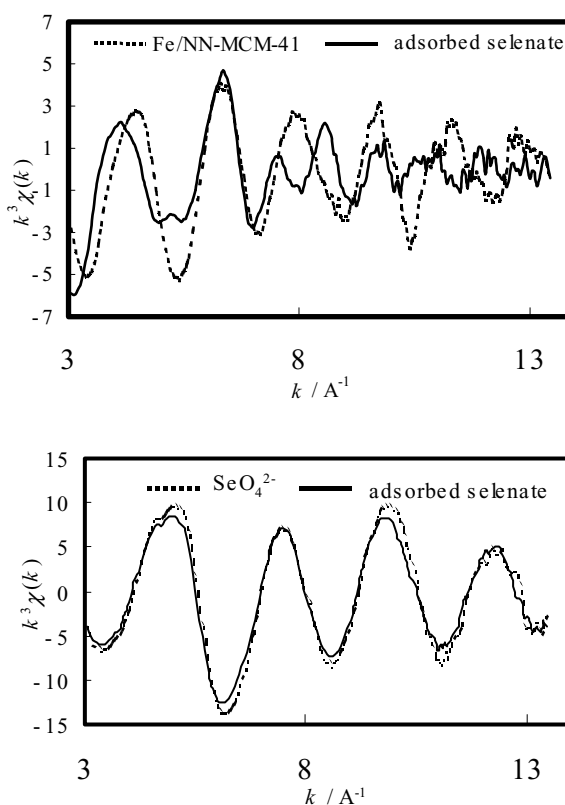 7
Fe/NN-MCM-41 adsorbed selenate
5
3
1
-1
-3
-5
-7
k³χ(k)
3 8 13
k / A⁻¹
15
SeO₄²⁻ adsorbed selenate
10
5
0
-5
-10
-15
k³χ(k)
3 8 13
k / A⁻¹